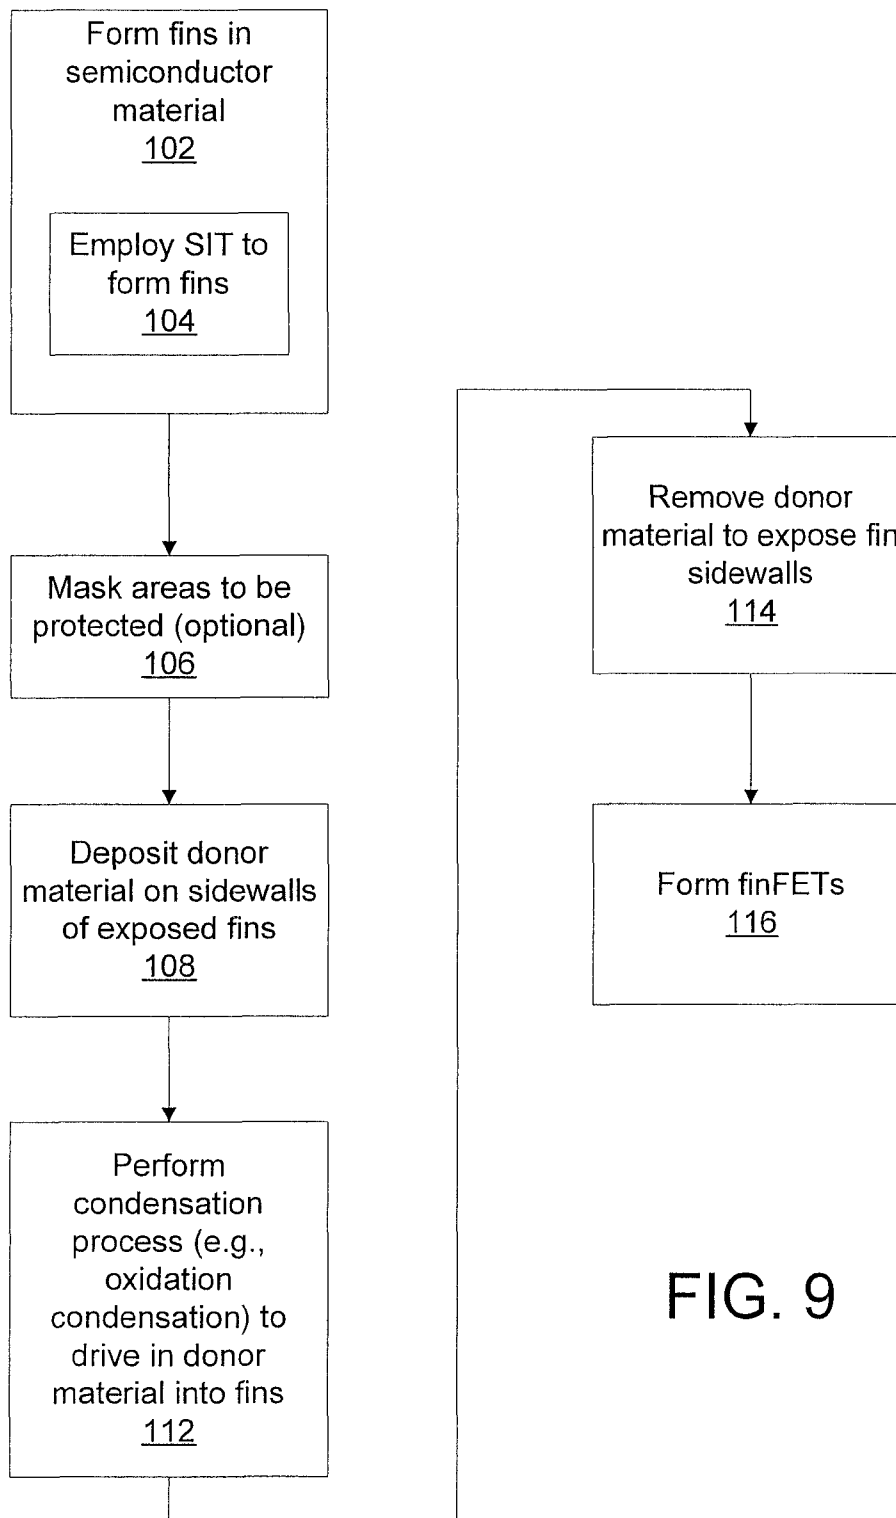 Form fins in
semiconductor
material
102
Employ SIT to
form fins
104
Mask areas to be
protected (optional)
106
Deposit donor
material on sidewalls
of exposed fins
108
Perform
condensation
process (e.g.,
oxidation
condensation) to
drive in donor
material into fins
112
Remove donor
material to expose fin
sidewalls
114
Form finFETs
116
FIG. 9